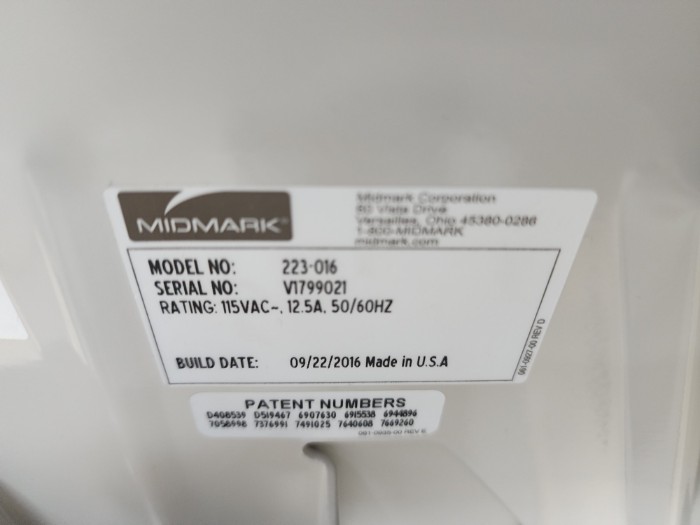 MIDMARK
Midmark Corporation
60 Vista Drive
Versailles, Ohio 45380-0286
1-800-MIDMARK
midmark.com
MODEL NO: 223-016
SERIAL NO: V1799021
RATING: 115VAC~, 12.5A, 50/60HZ
BUILD DATE: 09/22/2016 Made in U.S.A
PATENT NUMBERS
D408539 D519467 6907630 6915538 6944896
7058998 7376991 7491025 7640608 7669260